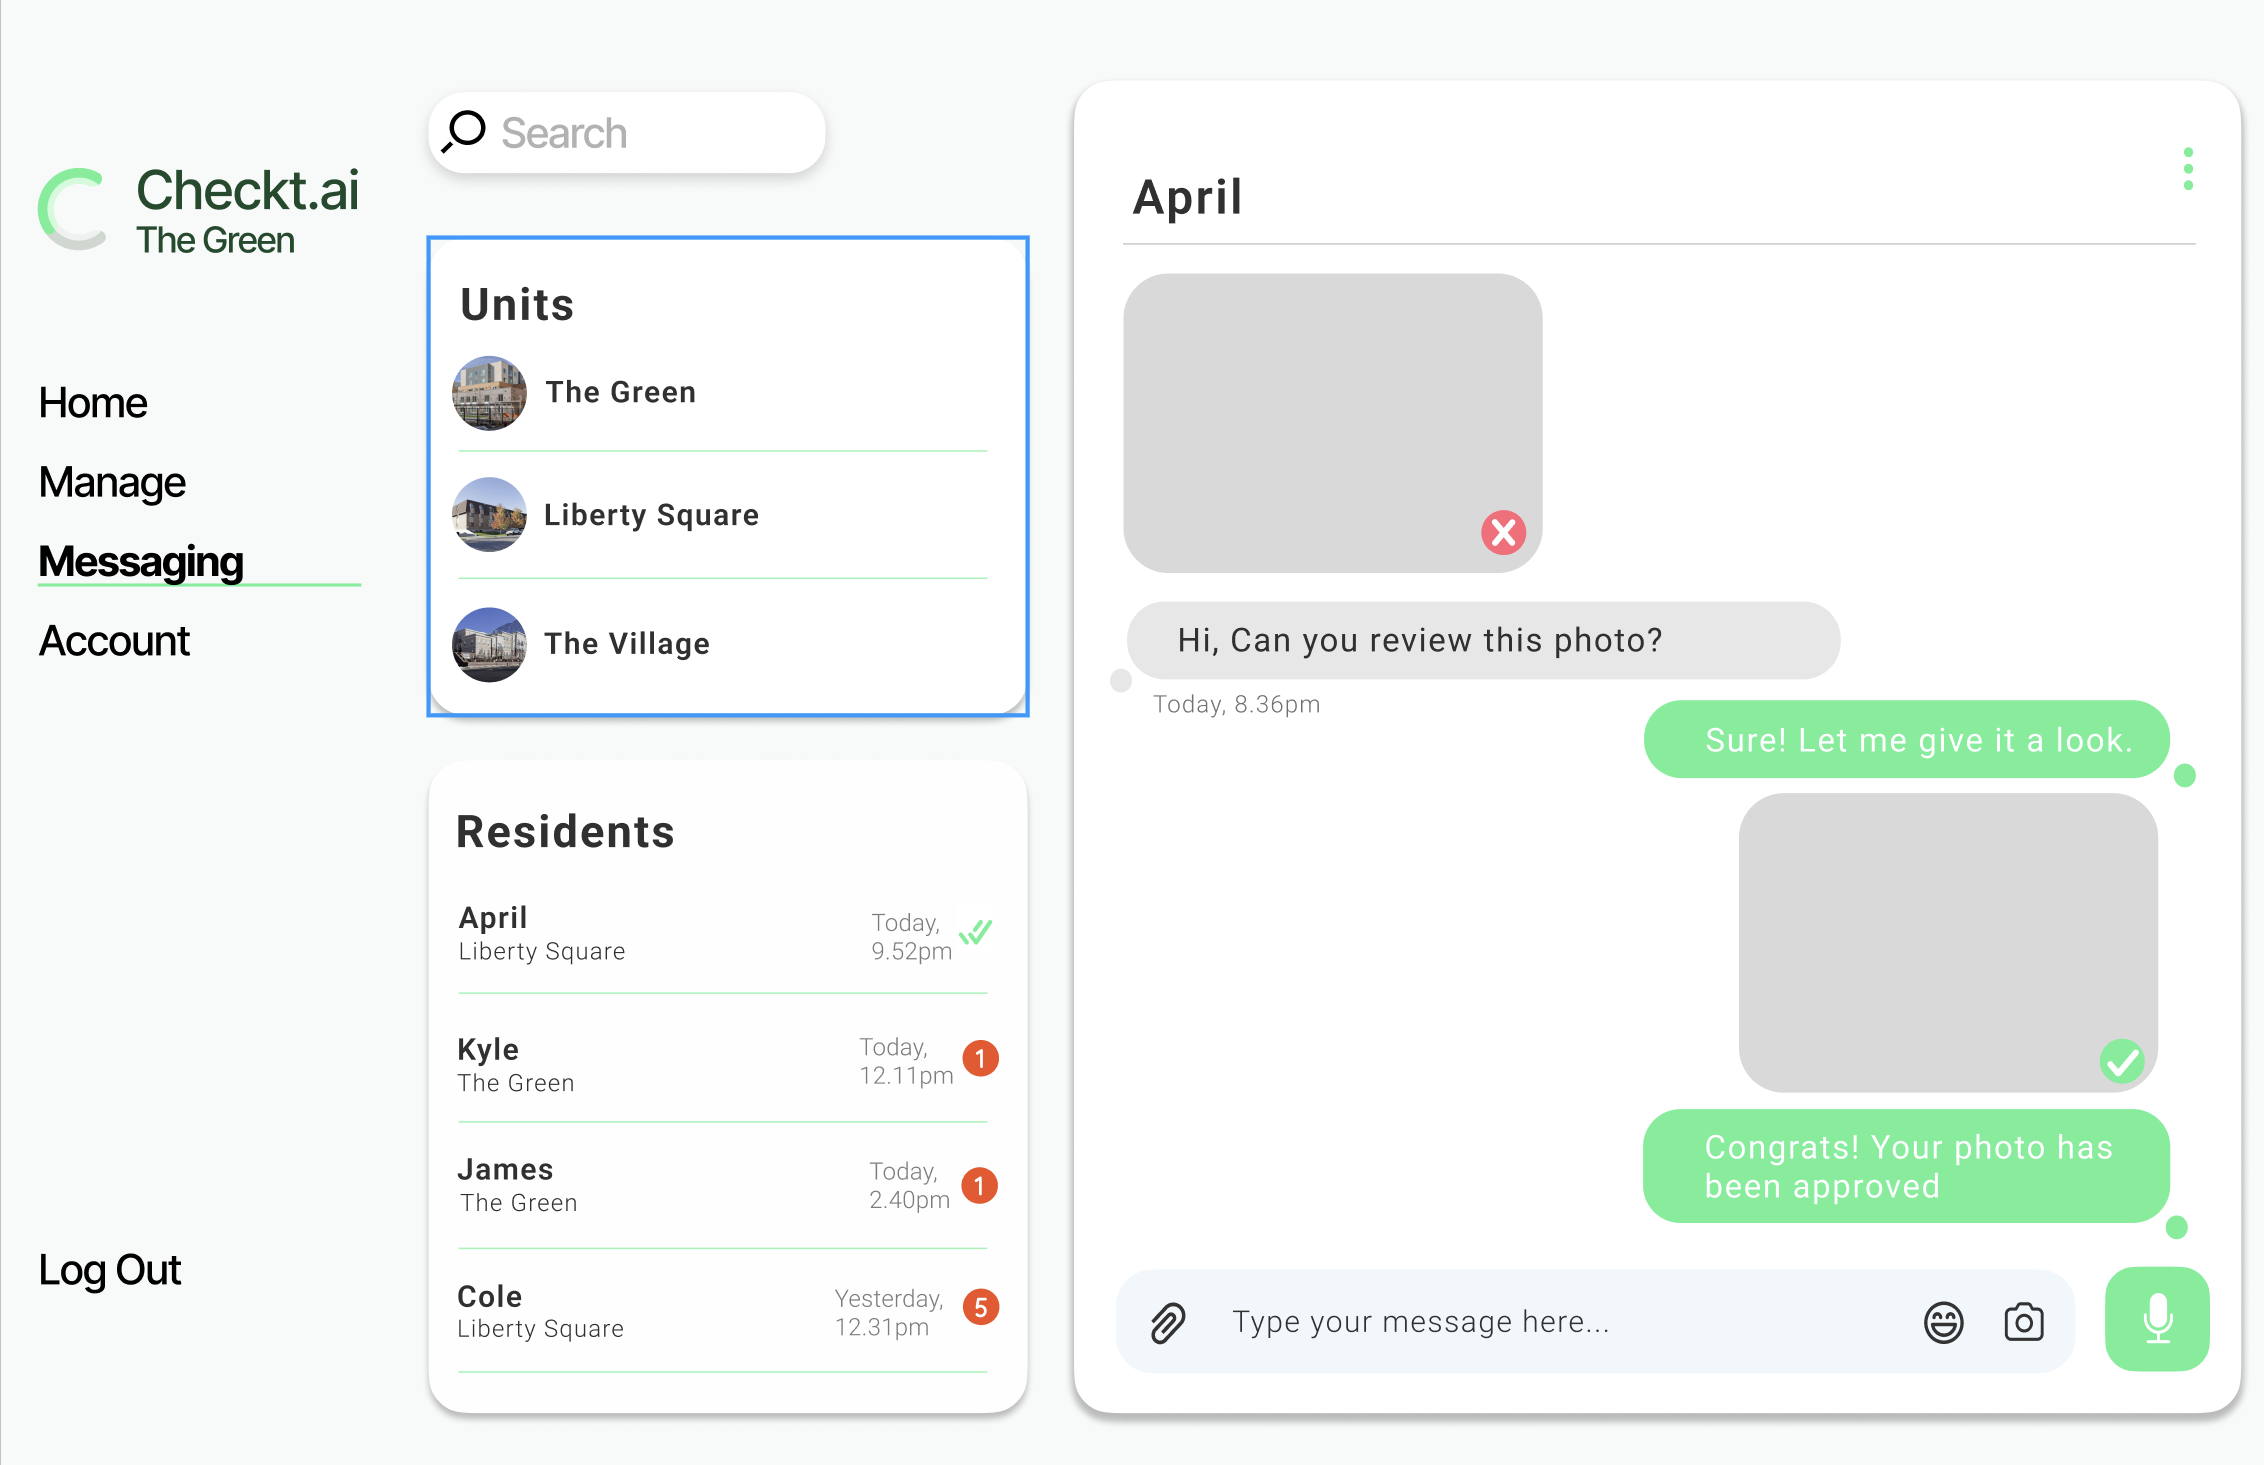 Checkt.ai
The Green
Home
Manage
Messaging
Account
Log Out
Search
Units
The Green
Liberty Square
The Village
Residents
April
Liberty Square
Today,
9.52pm
Kyle
The Green
Today,
12.11pm
1
James
The Green
Today,
2.40pm
1
Cole
Liberty Square
Yesterday,
12.31pm
5
April
Hi, Can you review this photo?
Today, 8.36pm
Sure! Let me give it a look.
Congrats! Your photo has
been approved
Type your message here...